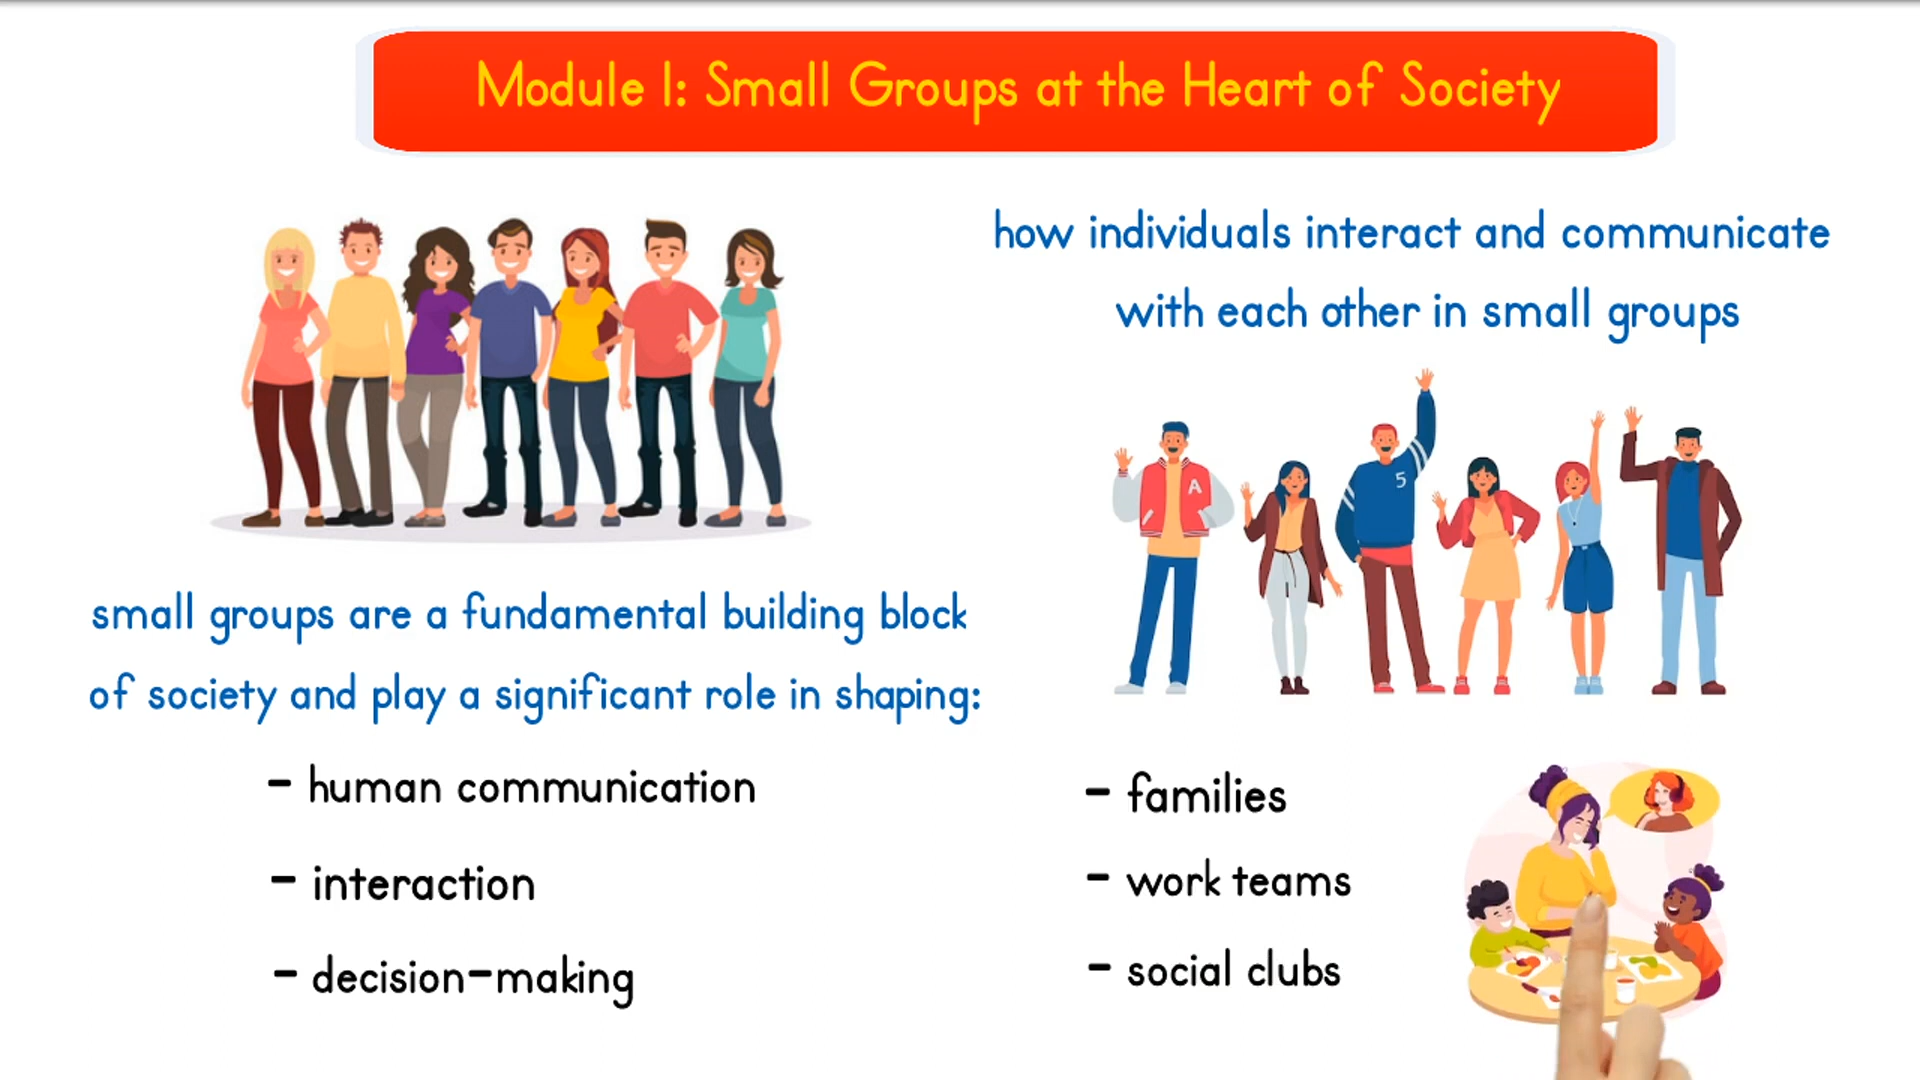 Module 1: Small Groups at the Heart of Society
small groups are a fundamental building block
of society and play a significant role in shaping:
- human communication
- interaction
- decision-making
how individuals interact and communicate
with each other in small groups
A
5
- families
- work teams
- social clubs